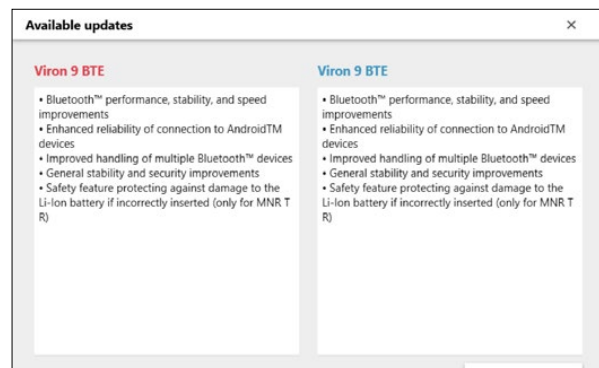 Available updates ×
Viron 9 BTE
• Bluetooth™ performance, stability, and speed
improvements
• Enhanced reliability of connection to AndroidTM
devices
• Improved handling of multiple Bluetooth™ devices
• General stability and security improvements
• Safety feature protecting against damage to the
Li-Ion battery if incorrectly inserted (only for MNR T
R)
Viron 9 BTE
• Bluetooth™ performance, stability, and speed
improvements
• Enhanced reliability of connection to AndroidTM
devices
• Improved handling of multiple Bluetooth™ devices
• General stability and security improvements
• Safety feature protecting against damage to the
Li-Ion battery if incorrectly inserted (only for MNR T
R)